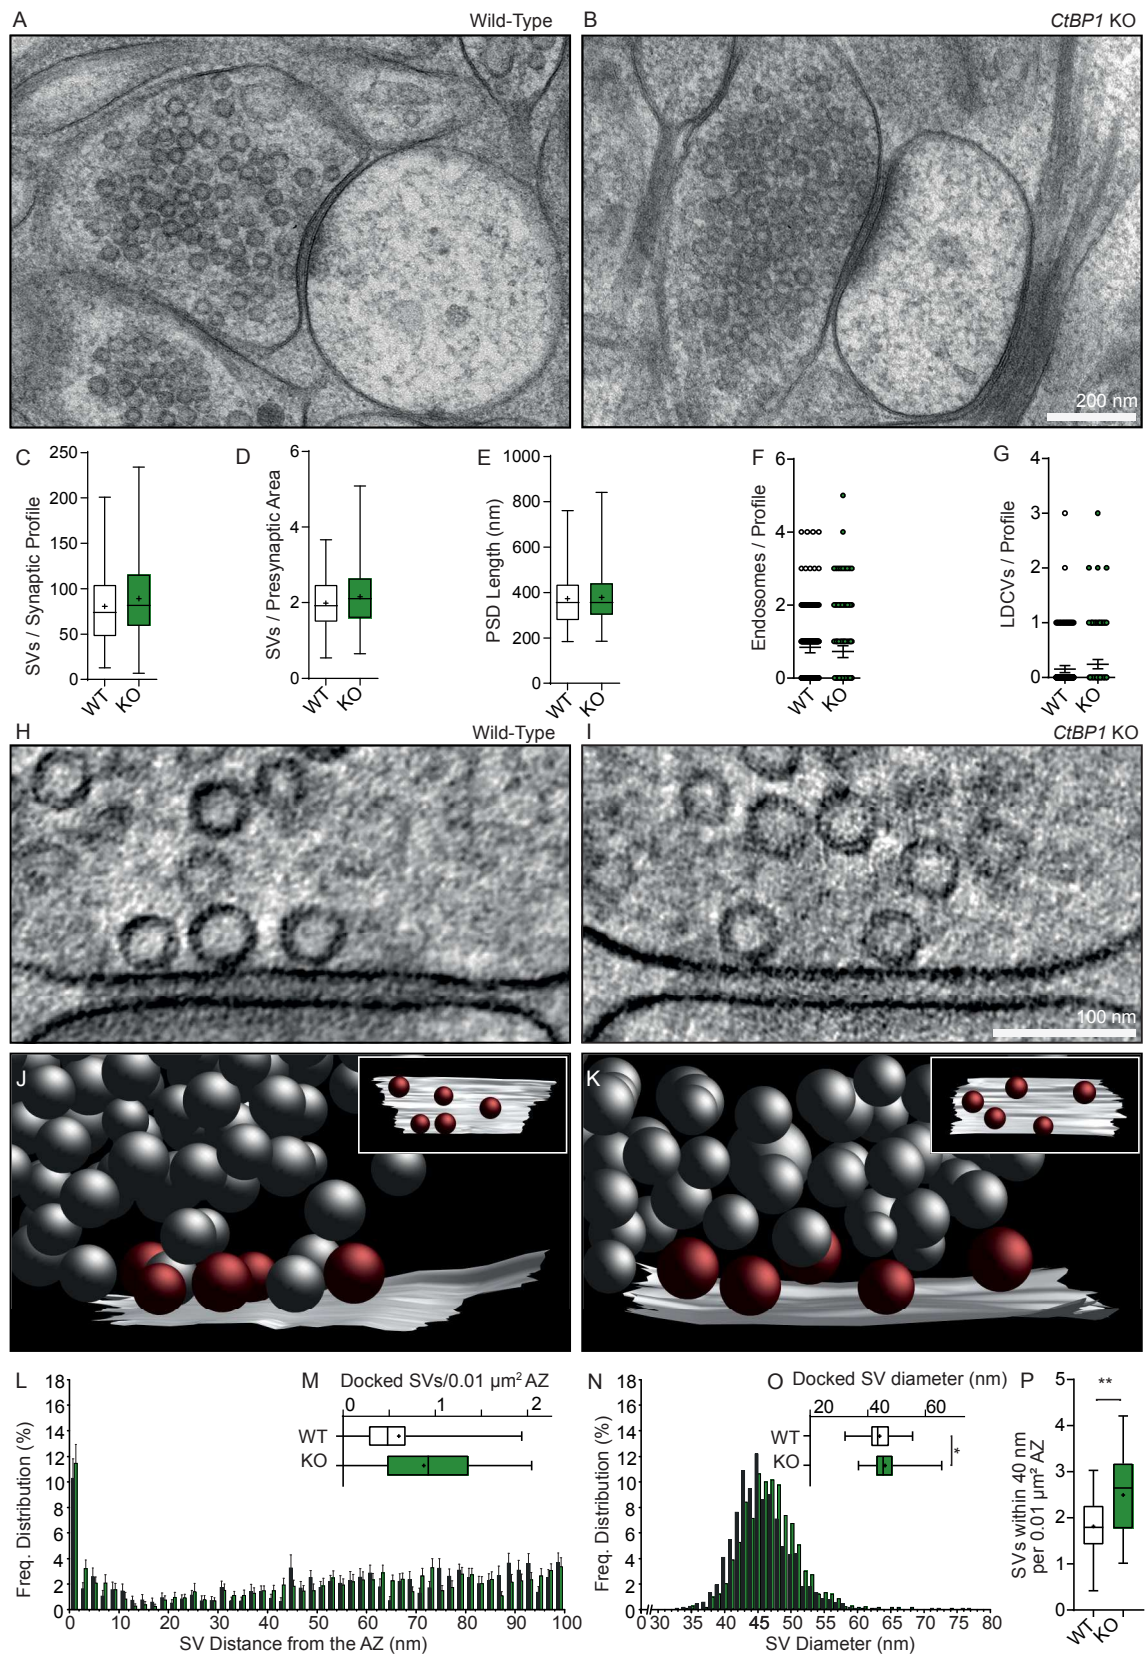 A Wild-Type
B CtBP1 KO
200 nm
C
SVs / Synaptic Profile
250
200
150
100
50
0
WT KO
D
SVs / Presynaptic Area
6
4
2
0
WT KO
E
PSD Length (nm)
1000
800
600
400
200
0
WT KO
F
Endosomes / Profile
6
4
2
0
WT KO
G
LDCVs / Profile
4
3
2
1
0
WT KO
H Wild-Type
I CtBP1 KO
100 nm
J
K
L
Freq. Distribution (%)
18
16
14
12
10
8
6
4
2
0
0 10 20 30 40 50 60 70 80 90 100
SV Distance from the AZ (nm)
M Docked SVs/0.01 µm² AZ
0 1 2
WT
KO
N
Freq. Distribution (%)
18
16
14
12
10
8
6
4
2
0
0 30 35 40 45 50 55 60 65 70 75 80
SV Diameter (nm)
O Docked SV diameter (nm)
20 40 60
WT
KO
*
P
SVs within 40 nm
per 0.01 µm² AZ
5
4
3
2
1
0
**
WT KO